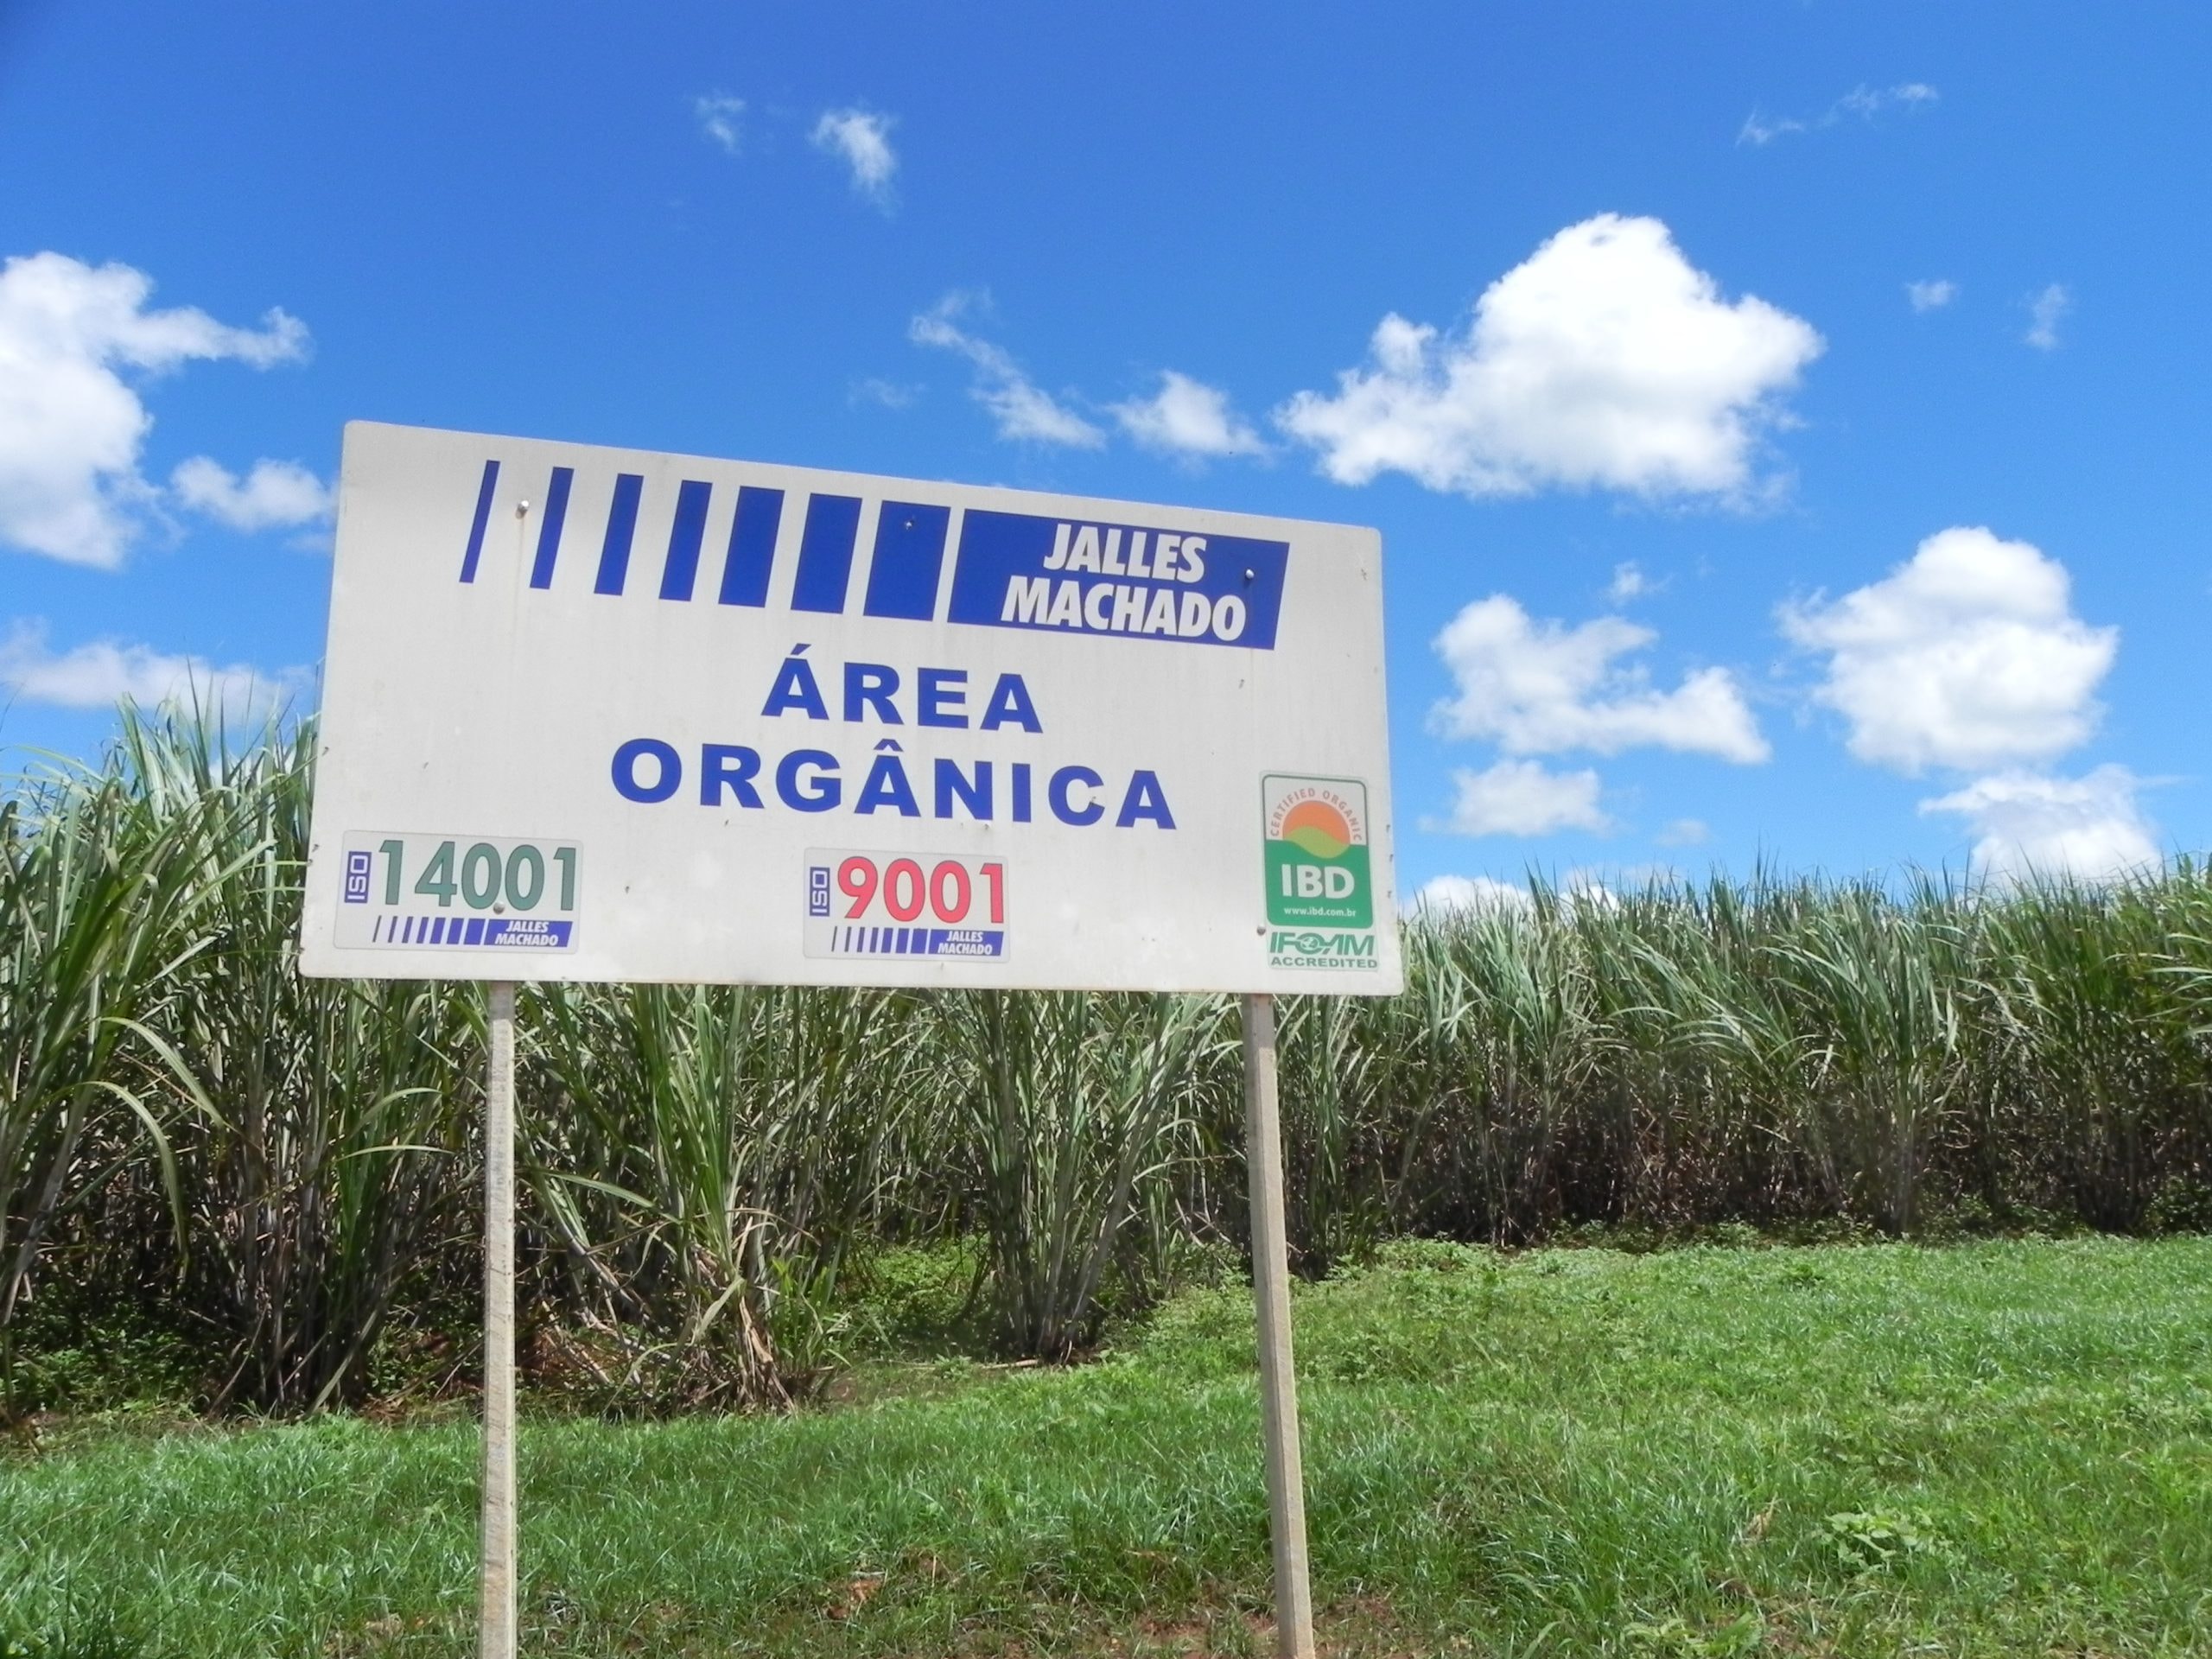 JALLES
MACHADO
ÁREA
ORGÂNICA
ISO 14001
JALLES
MACHADO
ISO 9001
JALLES
MACHADO
CERTIFIED ORGANIC
IBD
www.ibd.com.br
IFOAM
ACCREDITED